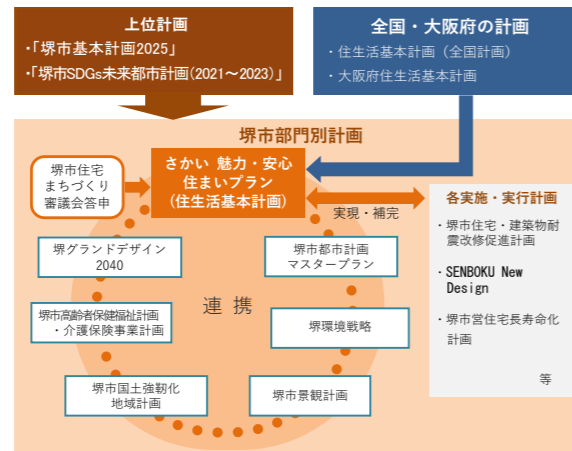 上位計画
・「堺市基本計画2025」
・「堺市SDGs未来都市計画(2021～2023)」
全国・大阪府の計画
・住生活基本計画（全国計画）
・大阪府住生活基本計画
堺市部門別計画
堺市住宅
まちづくり
審議会答申
さかい 魅力・安心
住まいプラン
(住生活基本計画)
実現・補完
各実施・実行計画
・堺市住宅・建築物耐
震改修促進計画
・SENBOKU New
Design
・堺市営住宅長寿命化
計画
等
堺グランドデザイン
2040
堺市都市計画
マスタープラン
連携
堺市高齢者保健福祉計画
・介護保険事業計画
堺環境戦略
堺市国土強靭化
地域計画
堺市景観計画